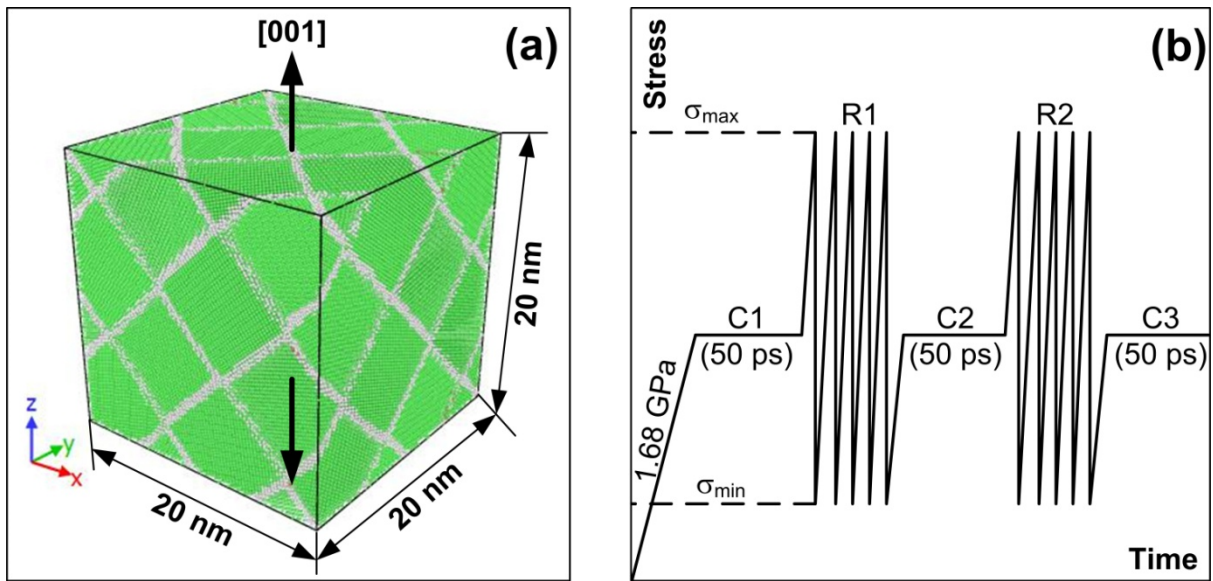 [001]
(a)
20 nm
z
y
x
20 nm
20 nm
Stress
(b)
σmax
R1
R2
C1
(50 ps)
C2
(50 ps)
C3
(50 ps)
1.68 GPa
σmin
Time